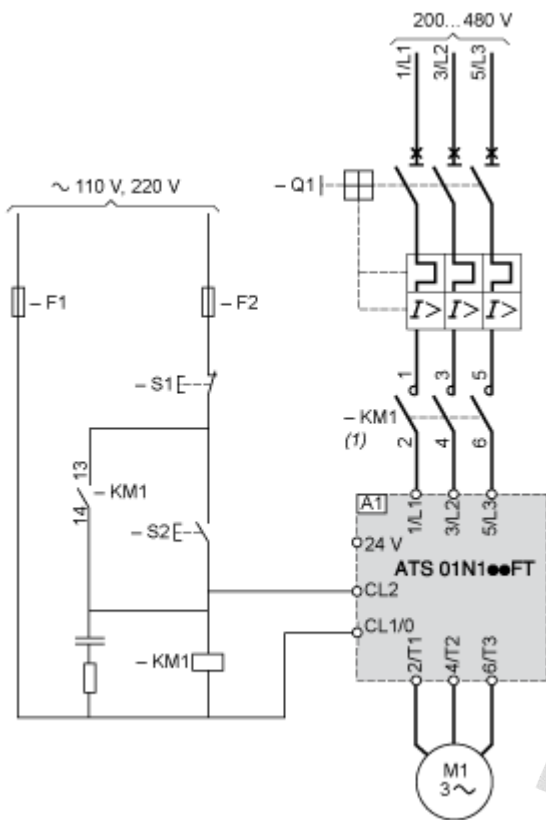 200... 480 V
1/L1 3/L2 5/L3
∼ 110 V, 220 V
– Q1
– F1
– F2
I> I> I>
– S1
1 3 5
– KM1
(1)
2 4 6
13
– KM1
14
– S2
A1
1/L1 3/L2 5/L3
24 V
ATS 01N1●●FT
CL2
CL1/0
– KM1
2/T1 4/T2 6/T3
M1
3∼